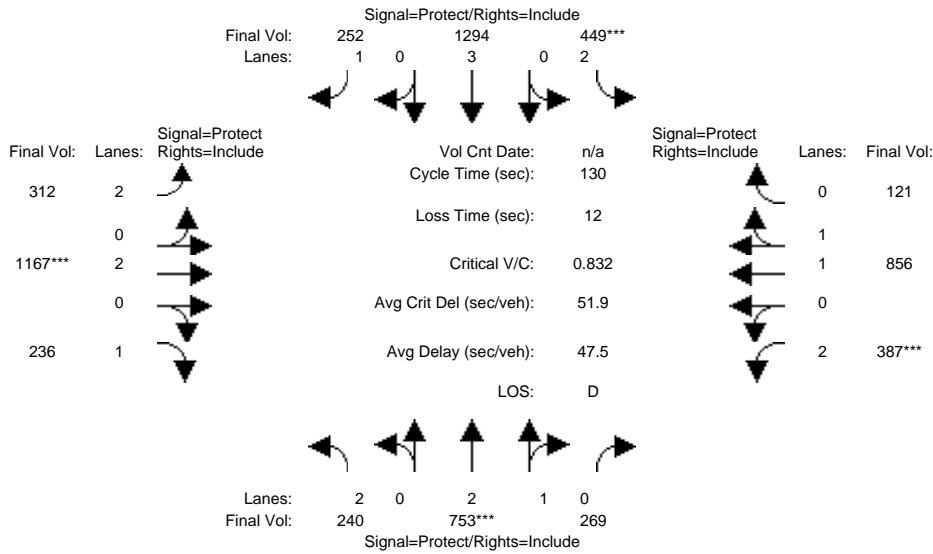 Signal=Protect/Rights=Include
Final Vol: 252 1294 449***
Lanes: 1 0 3 0 2
Signal=Protect
Final Vol: Lanes: Rights=Include
Vol Cnt Date: n/a
Signal=Protect
Rights=Include Lanes: Final Vol:
Cycle Time (sec): 130
312 2
0 121
Loss Time (sec): 12
0
1
1167*** 2
Critical V/C: 0.832
1 856
0
Avg Crit Del (sec/veh): 51.9
0
236 1
Avg Delay (sec/veh): 47.5
2 387***
LOS: D
Lanes: 2 0 2 1 0
Final Vol: 240 753*** 269
Signal=Protect/Rights=Include